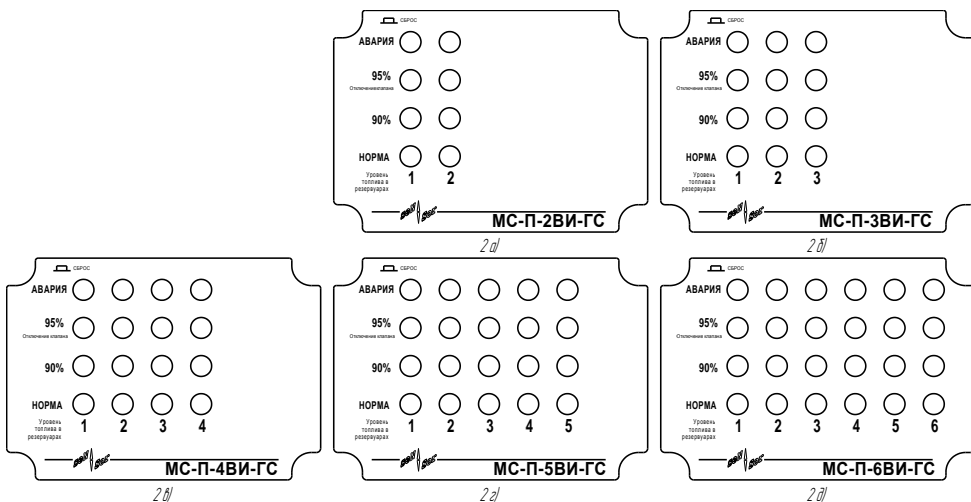 СБРОС
АВАРИЯ
95%
Отключение клапана
90%
НОРМА
Уровень
топлива в
резервуарах
1 2
МС-П-2ВИ-ГС
2 а)
СБРОС
АВАРИЯ
95%
Отключение клапана
90%
НОРМА
Уровень
топлива в
резервуарах
1 2 3
МС-П-3ВИ-ГС
2 б)
СБРОС
АВАРИЯ
95%
Отключение клапана
90%
НОРМА
Уровень
топлива в
резервуарах
1 2 3 4
МС-П-4ВИ-ГС
2 в)
СБРОС
АВАРИЯ
95%
Отключение клапана
90%
НОРМА
Уровень
топлива в
резервуарах
1 2 3 4 5
МС-П-5ВИ-ГС
2 г)
СБРОС
АВАРИЯ
95%
Отключение клапана
90%
НОРМА
Уровень
топлива в
резервуарах
1 2 3 4 5 6
МС-П-6ВИ-ГС
2 д)